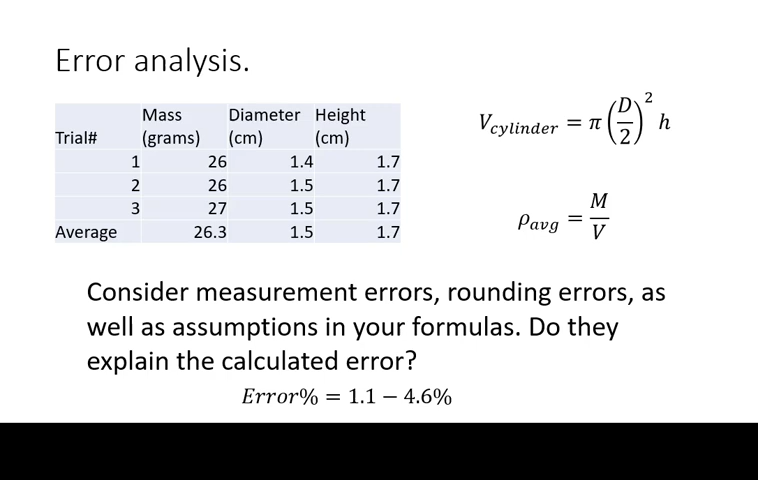 Error analysis.
Mass Diameter Height
Trial# (grams) (cm) (cm)
1 26 1.4 1.7
2 26 1.5 1.7
3 27 1.5 1.7
Average 26.3 1.5 1.7
V_cylinder = π (D/2)² h
ρ_avg = M/V
Consider measurement errors, rounding errors, as
well as assumptions in your formulas. Do they
explain the calculated error?
Error% = 1.1 − 4.6%